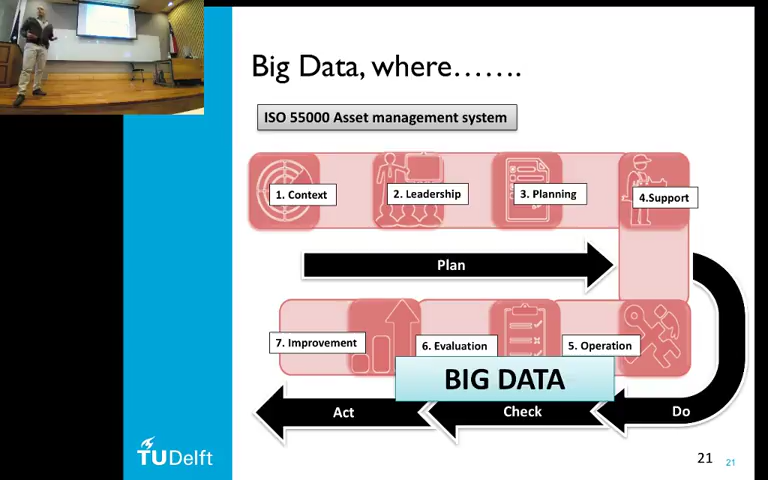 Big Data, where…….
ISO 55000 Asset management system
1. Context
2. Leadership
3. Planning
4.Support
Plan
7. Improvement
6. Evaluation
5. Operation
BIG DATA
Act
Check
Do
TUDelft
21
21